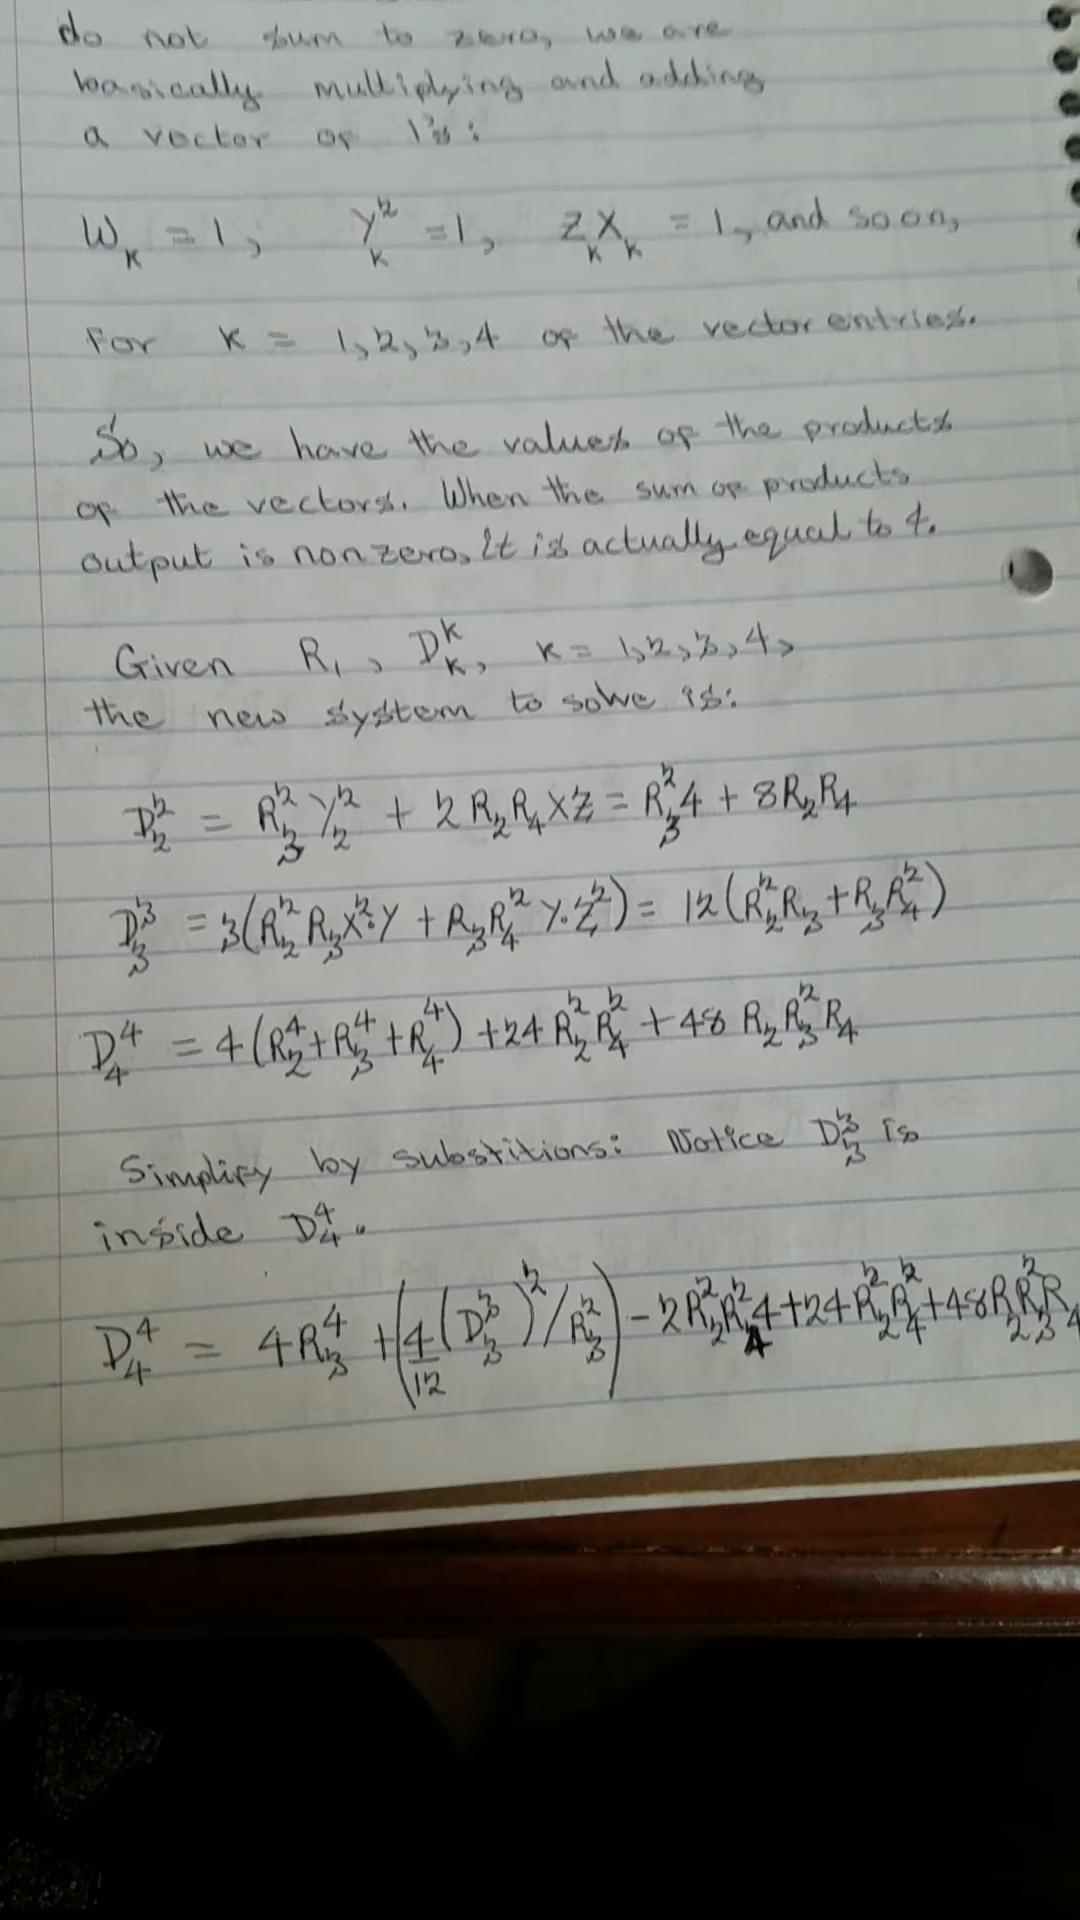 do not sum to zero, we are
basically multiplying and adding
a vector of 1's:
W_k = 1, Y_k^2 = 1, Z_k X_k = 1, and so on,
For k = 1,2,3,4 of the vector entries.
So, we have the values of the products
of the vectors. When the sum of products
output is nonzero, it is actually equal to 4.
Given R_1, D_k^k, k = 1,2,3,4,
the new system to solve is:
D_2^2 = R_3^2 Y_2^2 + 2 R_2 R_4 XZ = R_3^2 4 + 8 R_2 R_4
D_3^3 = 3(R_2^2 R_3 X^2·Y + R_3 R_4^2 Y·Z^2) = 12(R_2^2 R_3 + R_3 R_4^2)
D_4^4 = 4(R_2^4 + R_3^4 + R_4^4) + 24 R_2^2 R_4^2 + 48 R_2 R_3^2 R_4
Simplify by substitions: Notice D_3^3 is
inside D_4^4.
D_4^4 = 4R_3^4 + (4/12 (D_3^3)^2 / R_3^2) - 2R_2^2 R_4^2 4 + 24 R_2^2 R_4^2 + 48 R_2 R_3^2 R_4